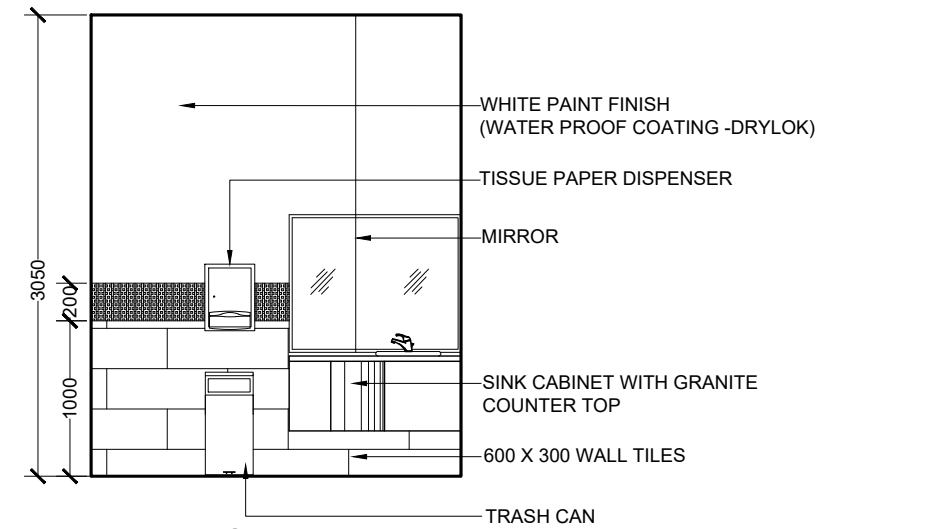 WHITE PAINT FINISH
(WATER PROOF COATING -DRYLOK)
TISSUE PAPER DISPENSER
MIRROR
3050
200
1000
SINK CABINET WITH GRANITE
COUNTER TOP
600 X 300 WALL TILES
TRASH CAN